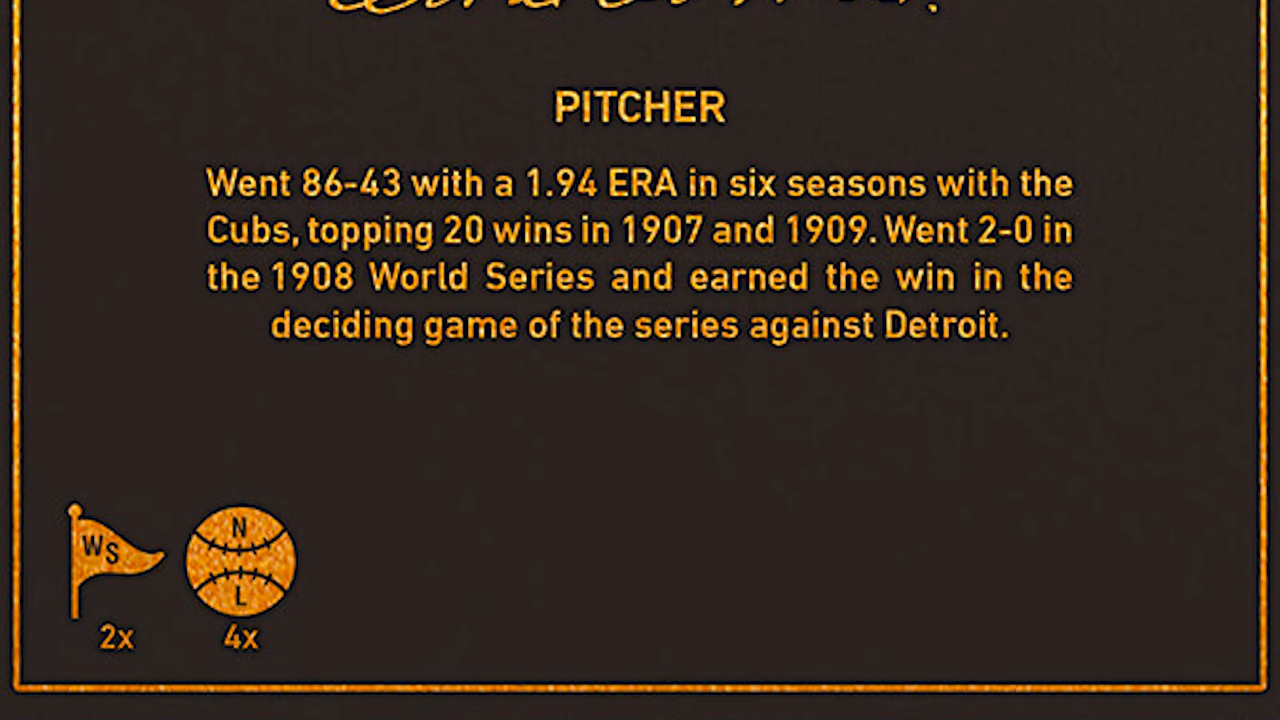 PITCHER
Went 86-43 with a 1.94 ERA in six seasons with the
Cubs, topping 20 wins in 1907 and 1909. Went 2-0 in
the 1908 World Series and earned the win in the
deciding game of the series against Detroit.
WS
N
L
2x
4x